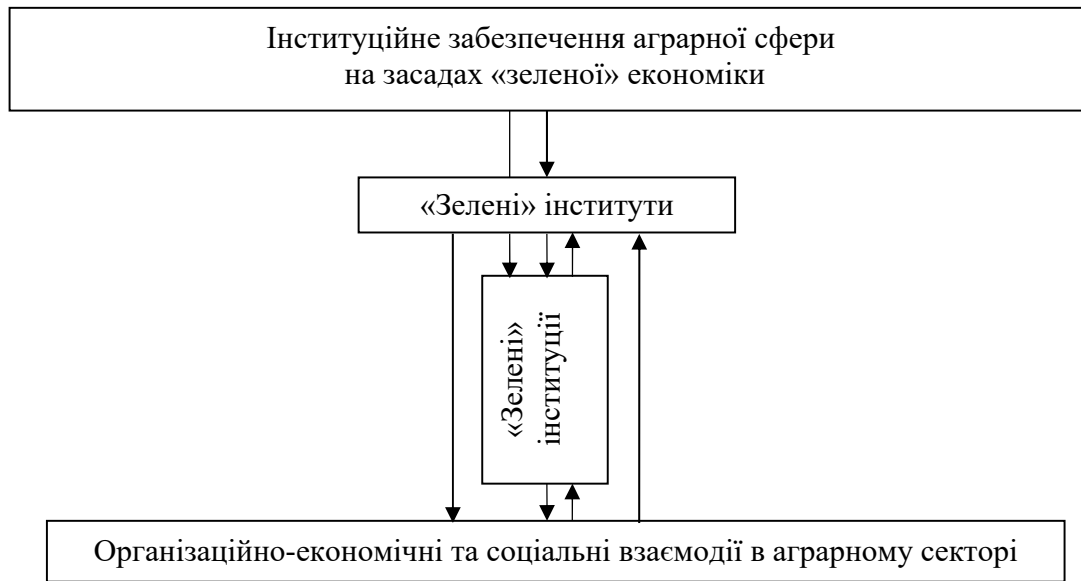 Інституційне забезпечення аграрної сфери
на засадах «зеленої» економіки
«Зелені» інститути
«Зелені»
інституції
Організаційно-економічні та соціальні взаємодії в аграрному секторі